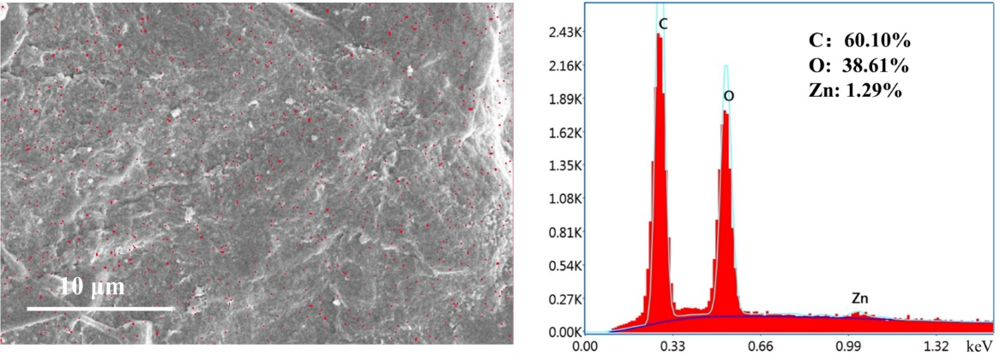 10 μm
C
O
Zn
C: 60.10%
O: 38.61%
Zn: 1.29%
2.43K
2.16K
1.89K
1.62K
1.35K
1.08K
0.81K
0.54K
0.27K
0.00K
0.00 0.33 0.66 0.99 1.32 keV